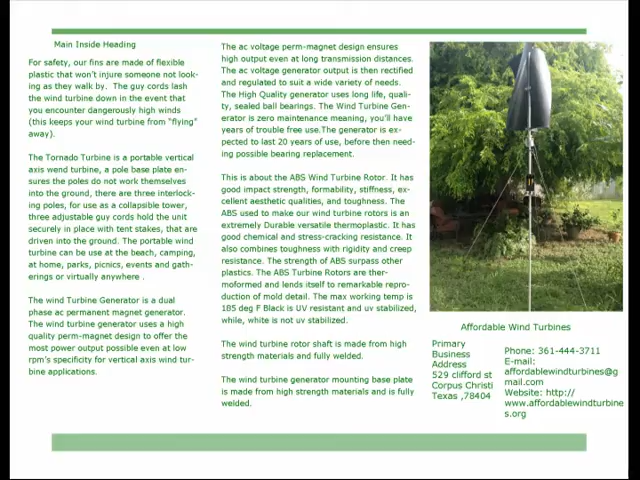 Main Inside Heading
For safety, our fins are made of flexible
plastic that won't injure someone not look-
ing as they walk by.  The guy cords lash
the wind turbine down in the event that
you encounter dangerously high winds
(this keeps your wind turbine from "flying"
away).
The Tornado Turbine is a portable vertical
axis wend turbine, a pole base plate en-
sures the poles do not work themselves
into the ground, there are three interlock-
ing poles, for use as a collapsible tower,
three adjustable guy cords hold the unit
securely in place with tent stakes, that are
driven into the ground. The portable wind
turbine can be use at the beach, camping,
at home, parks, picnics, events and gath-
erings or virtually anywhere .
The wind Turbine Generator is a dual
phase ac permanent magnet generator.
The wind turbine generator uses a high
quality perm-magnet design to offer the
most power output possible even at low
rpm's specificity for vertical axis wind tur-
bine applications.
The ac voltage perm-magnet design ensures
high output even at long transmission distances.
The ac voltage generator output is then rectified
and regulated to suit a wide variety of needs.
The High Quality generator uses long life, quali-
ty, sealed ball bearings. The Wind Turbine Gen-
erator is zero maintenance meaning, you'll have
years of trouble free use.The generator is ex-
pected to last 20 years of use, before then need-
ing possible bearing replacement.
This is about the ABS Wind Turbine Rotor. It has
good impact strength, formability, stiffness, ex-
cellent aesthetic qualities, and toughness. The
ABS used to make our wind turbine rotors is an
extremely Durable versatile thermoplastic. It has
good chemical and stress-cracking resistance. It
also combines toughness with rigidity and creep
resistance. The strength of ABS surpass other
plastics. The ABS Turbine Rotors are ther-
moformed and lends itself to remarkable repro-
duction of mold detail. The max working temp is
185 deg F Black is UV resistant and uv stabilized,
while, white is not uv stabilized.
The wind turbine rotor shaft is made from high
strength materials and fully welded.
The wind turbine generator mounting base plate
is made from high strength materials and is fully
welded.
Affordable Wind Turbines
Primary
Business
Address
529 clifford st
Corpus Christi
Texas ,78404
Phone: 361-444-3711
E-mail:
affordablewindturbines@g
mail.com
Website: http://
www.affordablewindturbine
s.org